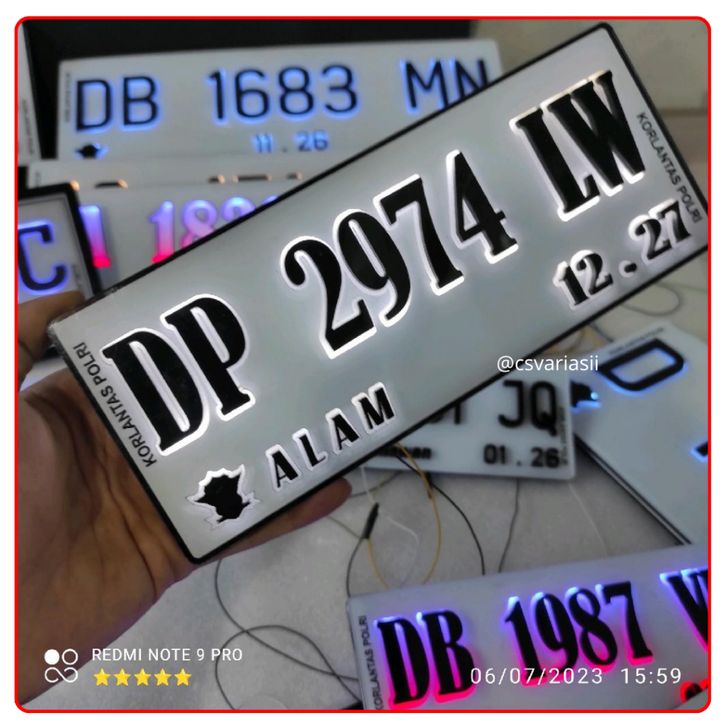 DB 1683 MN
11 . 26
DP 2974 LW
12 . 27
KORLANTAS POLRI
KORLANTAS POLRI
ALAM
@csvariasii
C
JQ
01 . 26
D
DB 1987
KORLANTAS POLRI
REDMI NOTE 9 PRO
06/07/2023 15:59